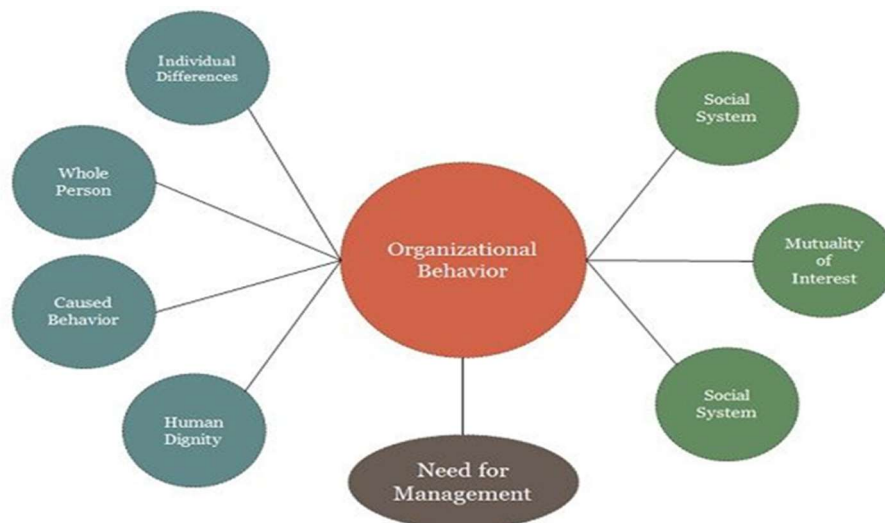 Individual
Differences
Whole
Person
Caused
Behavior
Human
Dignity
Organizational
Behavior
Need for
Management
Social
System
Mutuality
of
Interest
Social
System